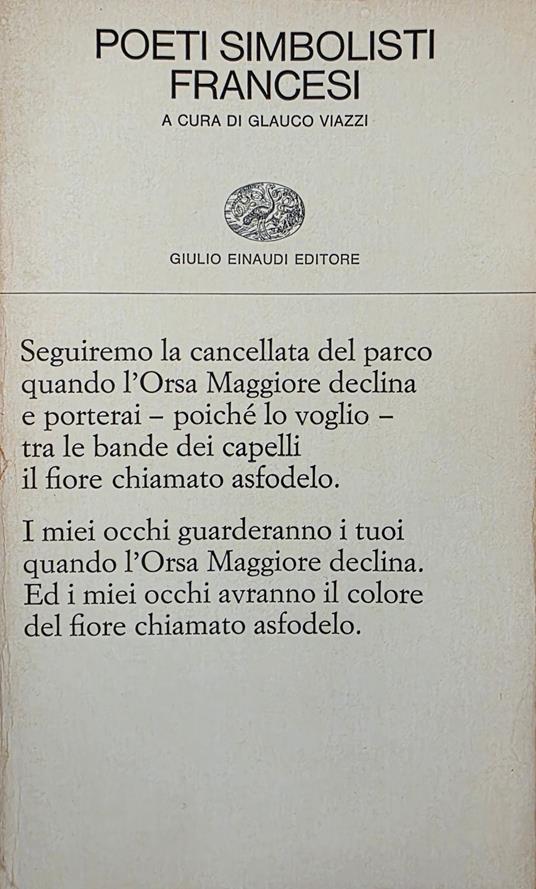 POETI SIMBOLISTI
FRANCESI
A CURA DI GLAUCO VIAZZI
GIULIO EINAUDI EDITORE
Seguiremo la cancellata del parco
quando l'Orsa Maggiore declina
e porterai – poiché lo voglio –
tra le bande dei capelli
il fiore chiamato asfodelo.
I miei occhi guarderanno i tuoi
quando l'Orsa Maggiore declina.
Ed i miei occhi avranno il colore
del fiore chiamato asfodelo.